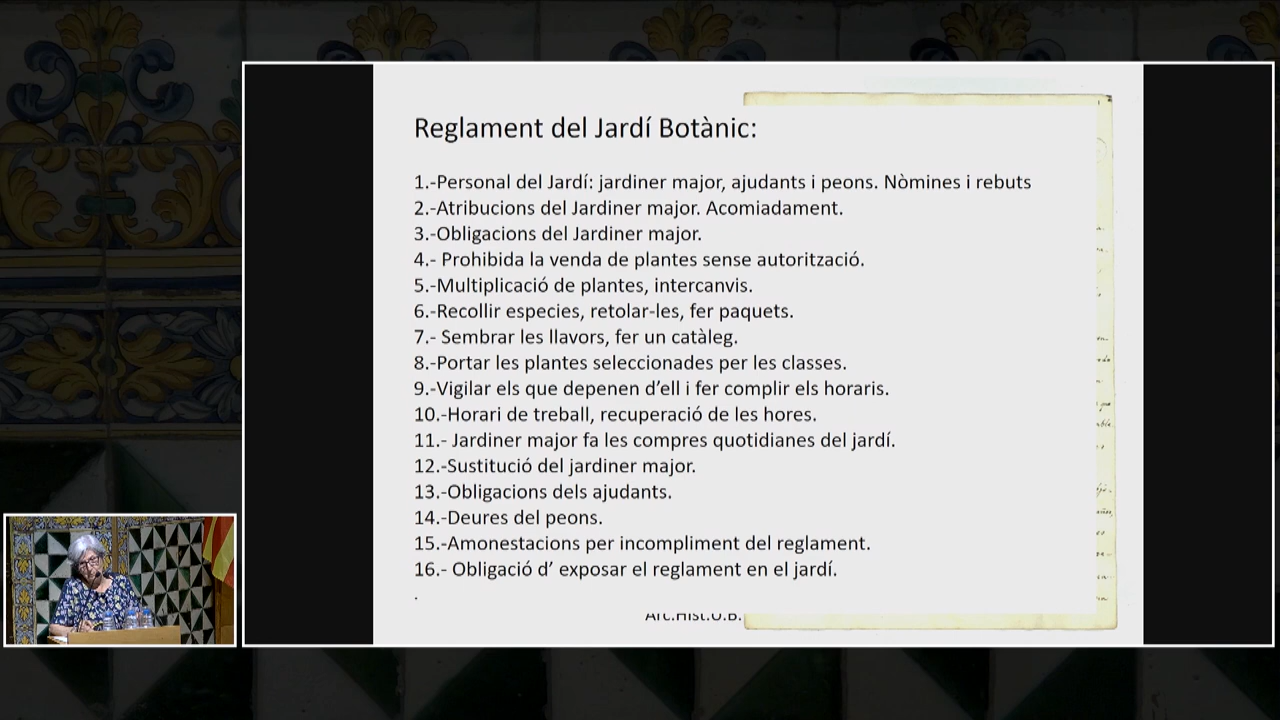 Reglament del Jardí Botànic:
1.-Personal del Jardí: jardiner major, ajudants i peons. Nòmines i rebuts
2.-Atribucions del Jardiner major. Acomiadament.
3.-Obligacions del Jardiner major.
4.- Prohibida la venda de plantes sense autorització.
5.-Multiplicació de plantes, intercanvis.
6.-Recollir especies, retolar-les, fer paquets.
7.- Sembrar les llavors, fer un catàleg.
8.-Portar les plantes seleccionades per les classes.
9.-Vigilar els que depenen d’ell i fer complir els horaris.
10.-Horari de treball, recuperació de les hores.
11.- Jardiner major fa les compres quotidianes del jardí.
12.-Sustitució del jardiner major.
13.-Obligacions dels ajudants.
14.-Deures del peons.
15.-Amonestacions per incompliment del reglament.
16.- Obligació d’ exposar el reglament en el jardí.
.
Arc.Hist.U.B.